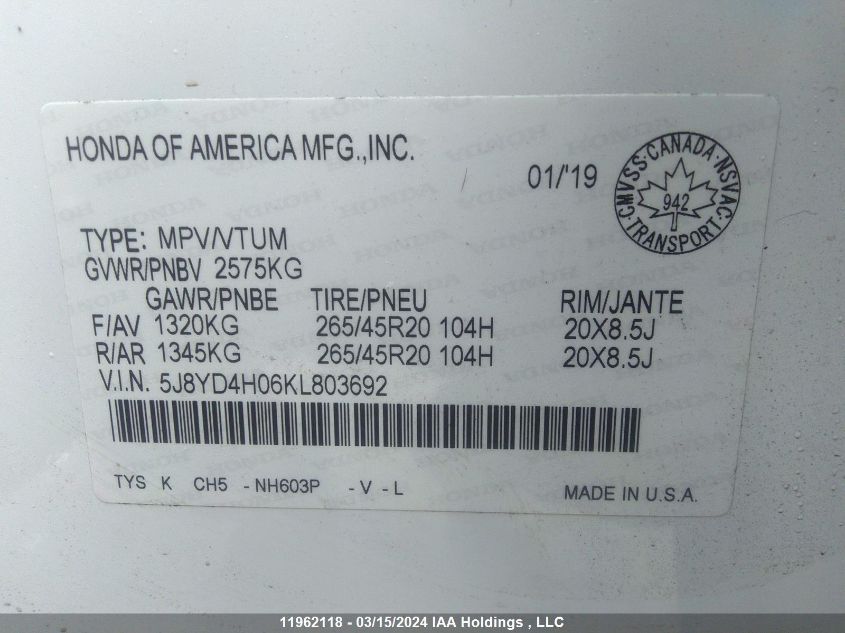 HONDA OF AMERICA MFG.,INC.
01/'19
CMVSS·CANADA·NSVAC·TRANSPORT·
942
TYPE: MPV/VTUM
GVWR/PNBV 2575KG
GAWR/PNBE TIRE/PNEU RIM/JANTE
F/AV 1320KG 265/45R20 104H 20X8.5J
R/AR 1345KG 265/45R20 104H 20X8.5J
V.I.N. 5J8YD4H06KL803692
TYS K CH5 -NH603P -V -L MADE IN U.S.A.
11962118 - 03/15/2024 IAA Holdings , LLC